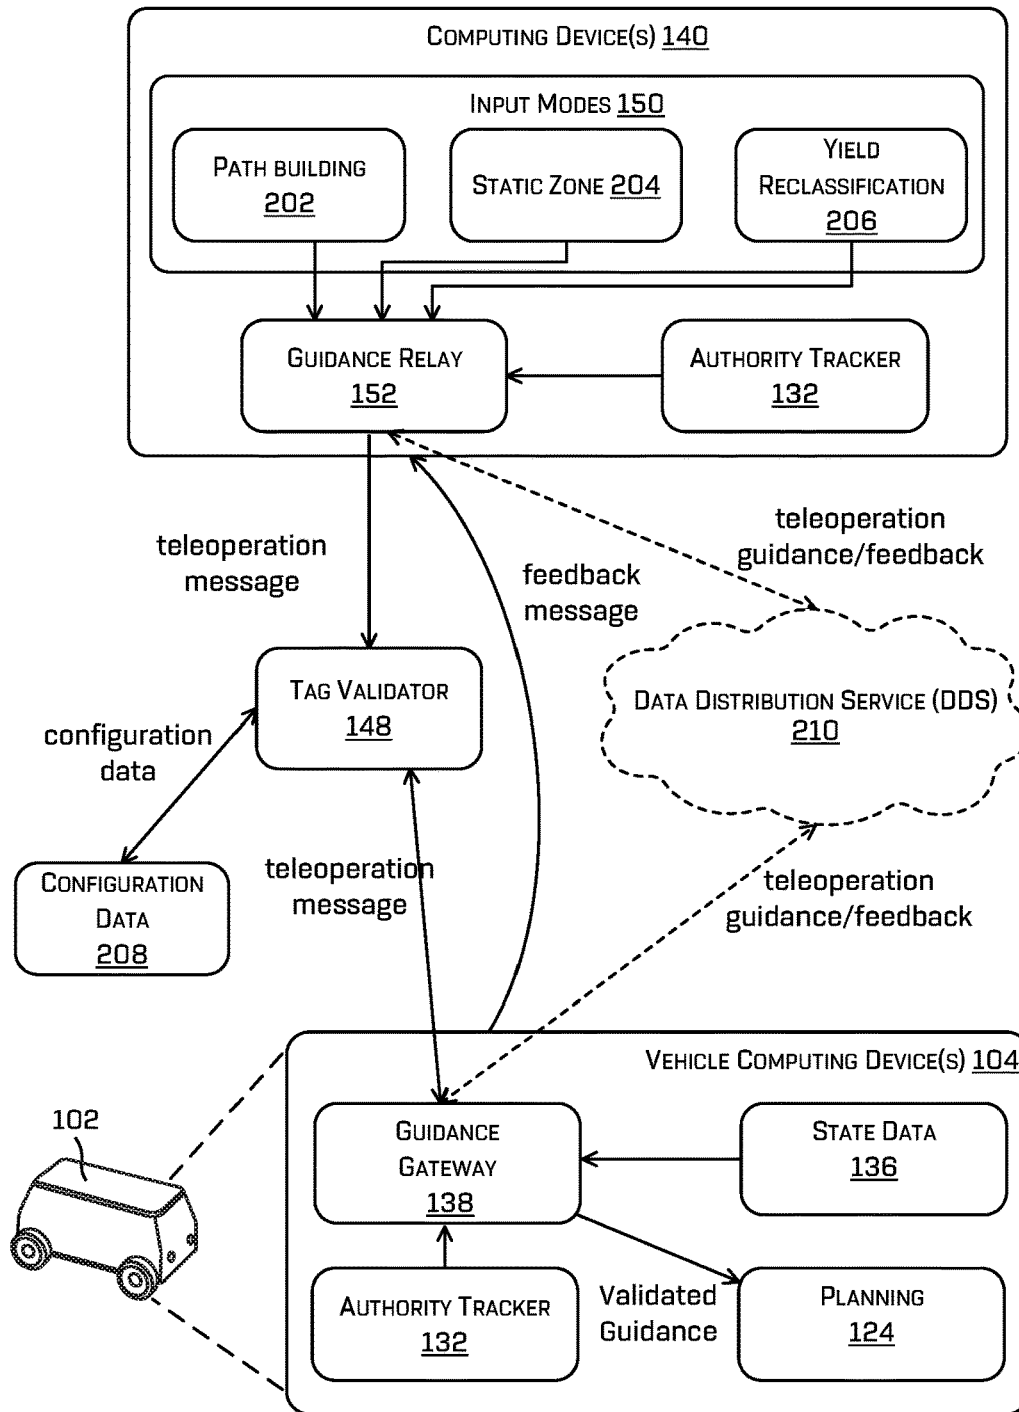 COMPUTING DEVICE(S) 140
INPUT MODES 150
PATH BUILDING
202
STATIC ZONE 204
YIELD
RECLASSIFICATION
206
GUIDANCE RELAY
152
AUTHORITY TRACKER
132
teleoperation
message
feedback
message
teleoperation
guidance/feedback
TAG VALIDATOR
148
DATA DISTRIBUTION SERVICE (DDS)
210
configuration
data
CONFIGURATION
DATA
208
teleoperation
message
teleoperation
guidance/feedback
VEHICLE COMPUTING DEVICE(S) 104
102
GUIDANCE
GATEWAY
138
STATE DATA
136
AUTHORITY TRACKER
132
Validated
Guidance
PLANNING
124